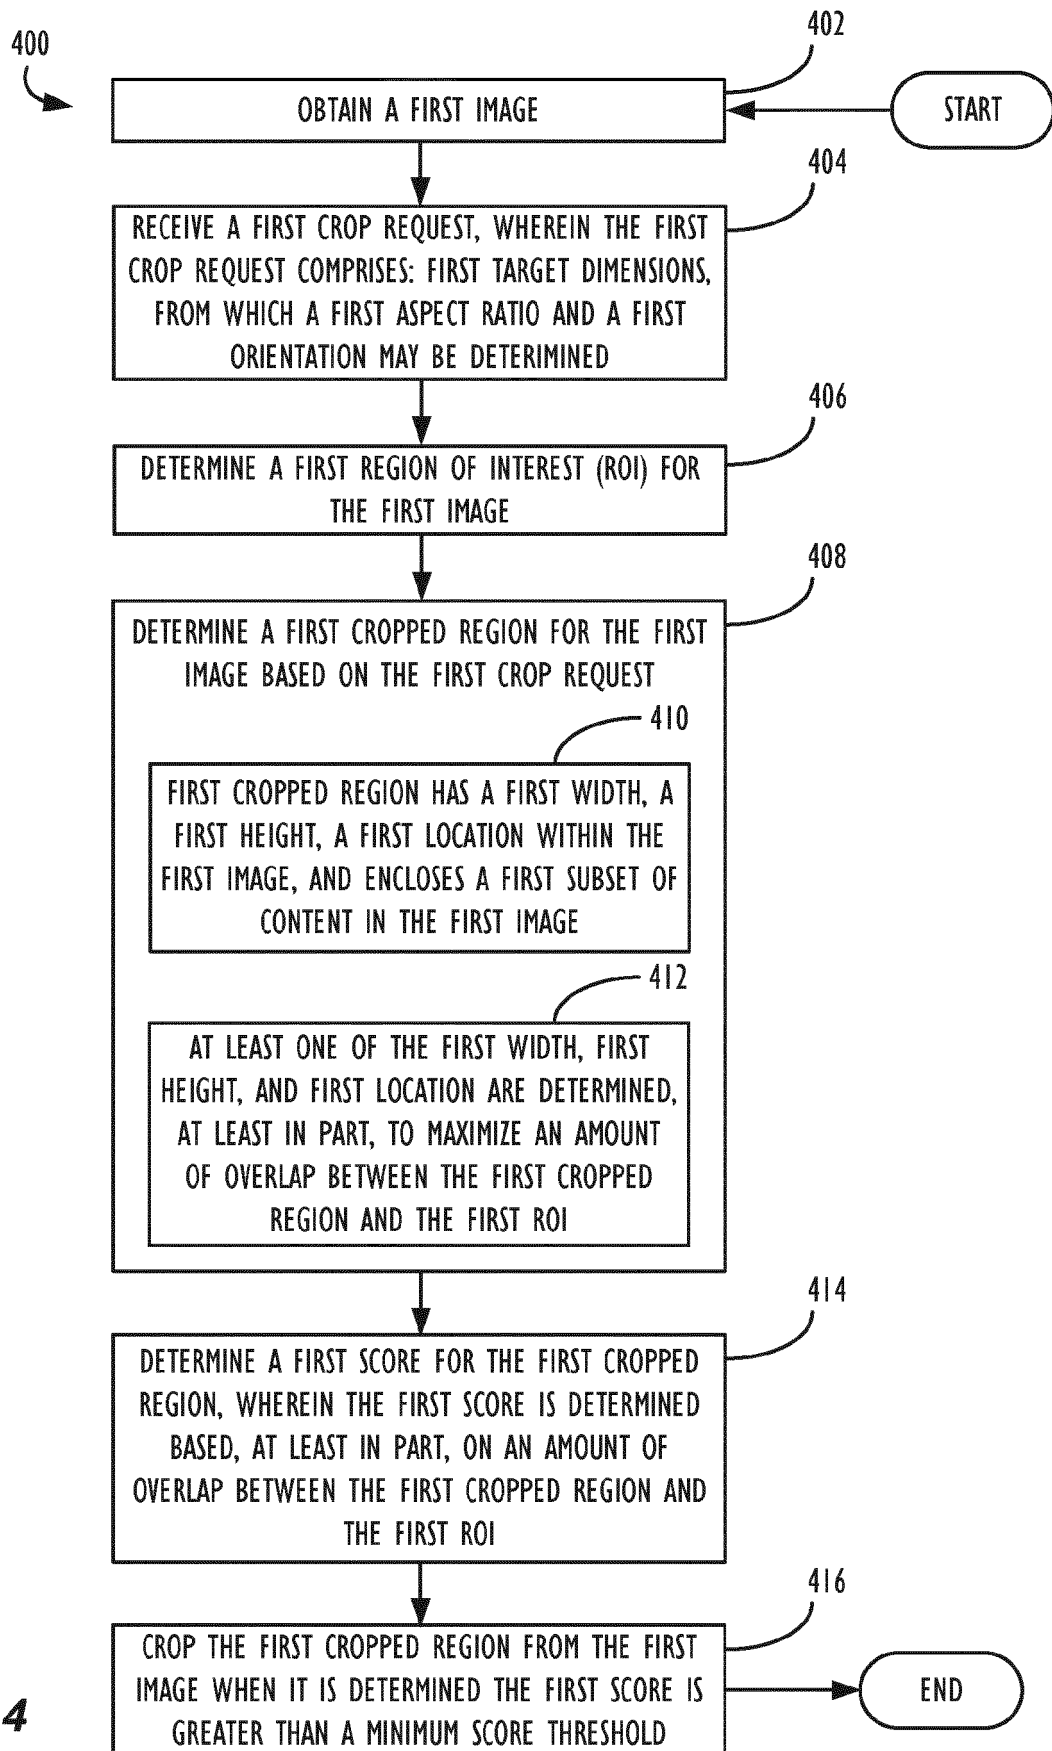 400
402
OBTAIN A FIRST IMAGE
START
404
RECEIVE A FIRST CROP REQUEST, WHEREIN THE FIRST
CROP REQUEST COMPRISES: FIRST TARGET DIMENSIONS,
FROM WHICH A FIRST ASPECT RATIO AND A FIRST
ORIENTATION MAY BE DETERIMINED
406
DETERMINE A FIRST REGION OF INTEREST (ROI) FOR
THE FIRST IMAGE
408
DETERMINE A FIRST CROPPED REGION FOR THE FIRST
IMAGE BASED ON THE FIRST CROP REQUEST
410
FIRST CROPPED REGION HAS A FIRST WIDTH, A
FIRST HEIGHT, A FIRST LOCATION WITHIN THE
FIRST IMAGE, AND ENCLOSES A FIRST SUBSET OF
CONTENT IN THE FIRST IMAGE
412
AT LEAST ONE OF THE FIRST WIDTH, FIRST
HEIGHT, AND FIRST LOCATION ARE DETERMINED,
AT LEAST IN PART, TO MAXIMIZE AN AMOUNT
OF OVERLAP BETWEEN THE FIRST CROPPED
REGION AND THE FIRST ROI
414
DETERMINE A FIRST SCORE FOR THE FIRST CROPPED
REGION, WHEREIN THE FIRST SCORE IS DETERMINED
BASED, AT LEAST IN PART, ON AN AMOUNT OF
OVERLAP BETWEEN THE FIRST CROPPED REGION AND
THE FIRST ROI
416
CROP THE FIRST CROPPED REGION FROM THE FIRST
IMAGE WHEN IT IS DETERMINED THE FIRST SCORE IS
GREATER THAN A MINIMUM SCORE THRESHOLD
END
4